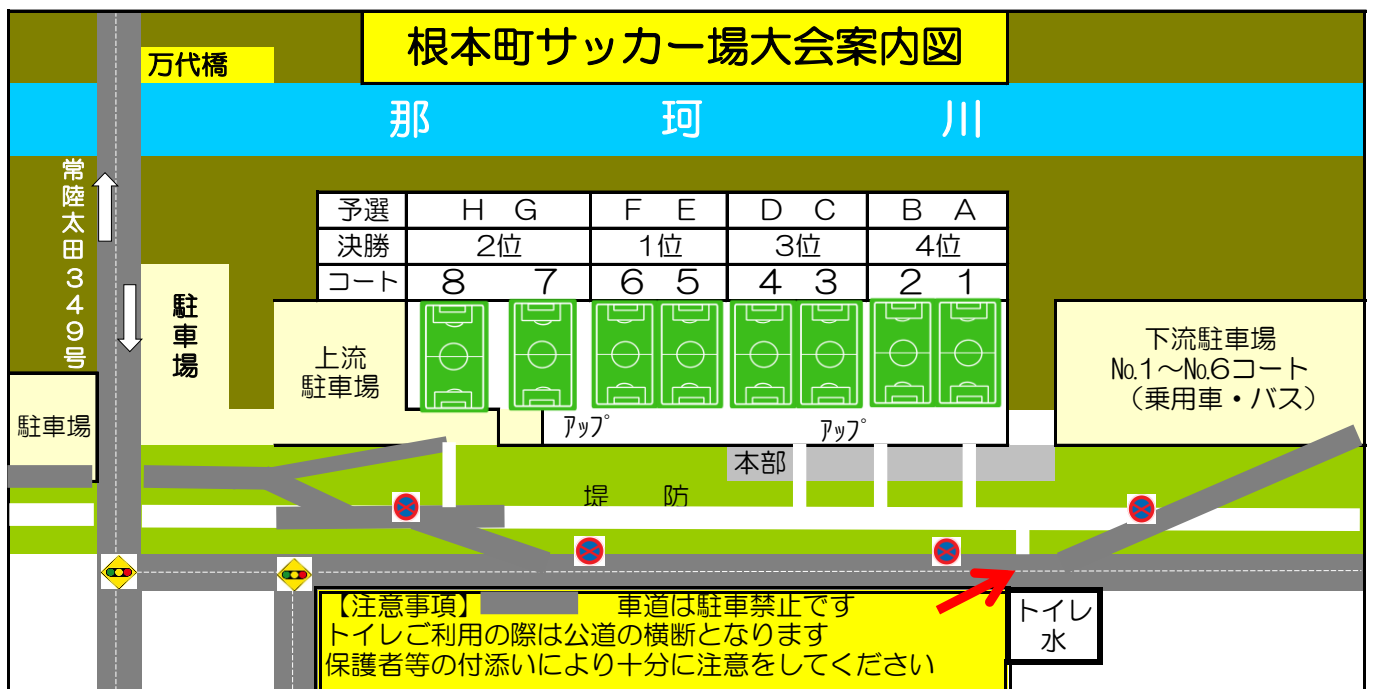 根本町サッカー場大会案内図
万代橋
那珂川
常陸太田349号
予選 H G F E D C B A
決勝 2位 1位 3位 4位
コート 8 7 6 5 4 3 2 1
駐車場
上流
駐車場
下流駐車場
№1～№6コート
（乗用車・バス）
駐車場
ｱｯﾌﾟ ｱｯﾌﾟ
本部
堤防
【注意事項】 車道は駐車禁止です
トイレご利用の際は公道の横断となります
保護者等の付添いにより十分に注意をしてください
トイレ
水